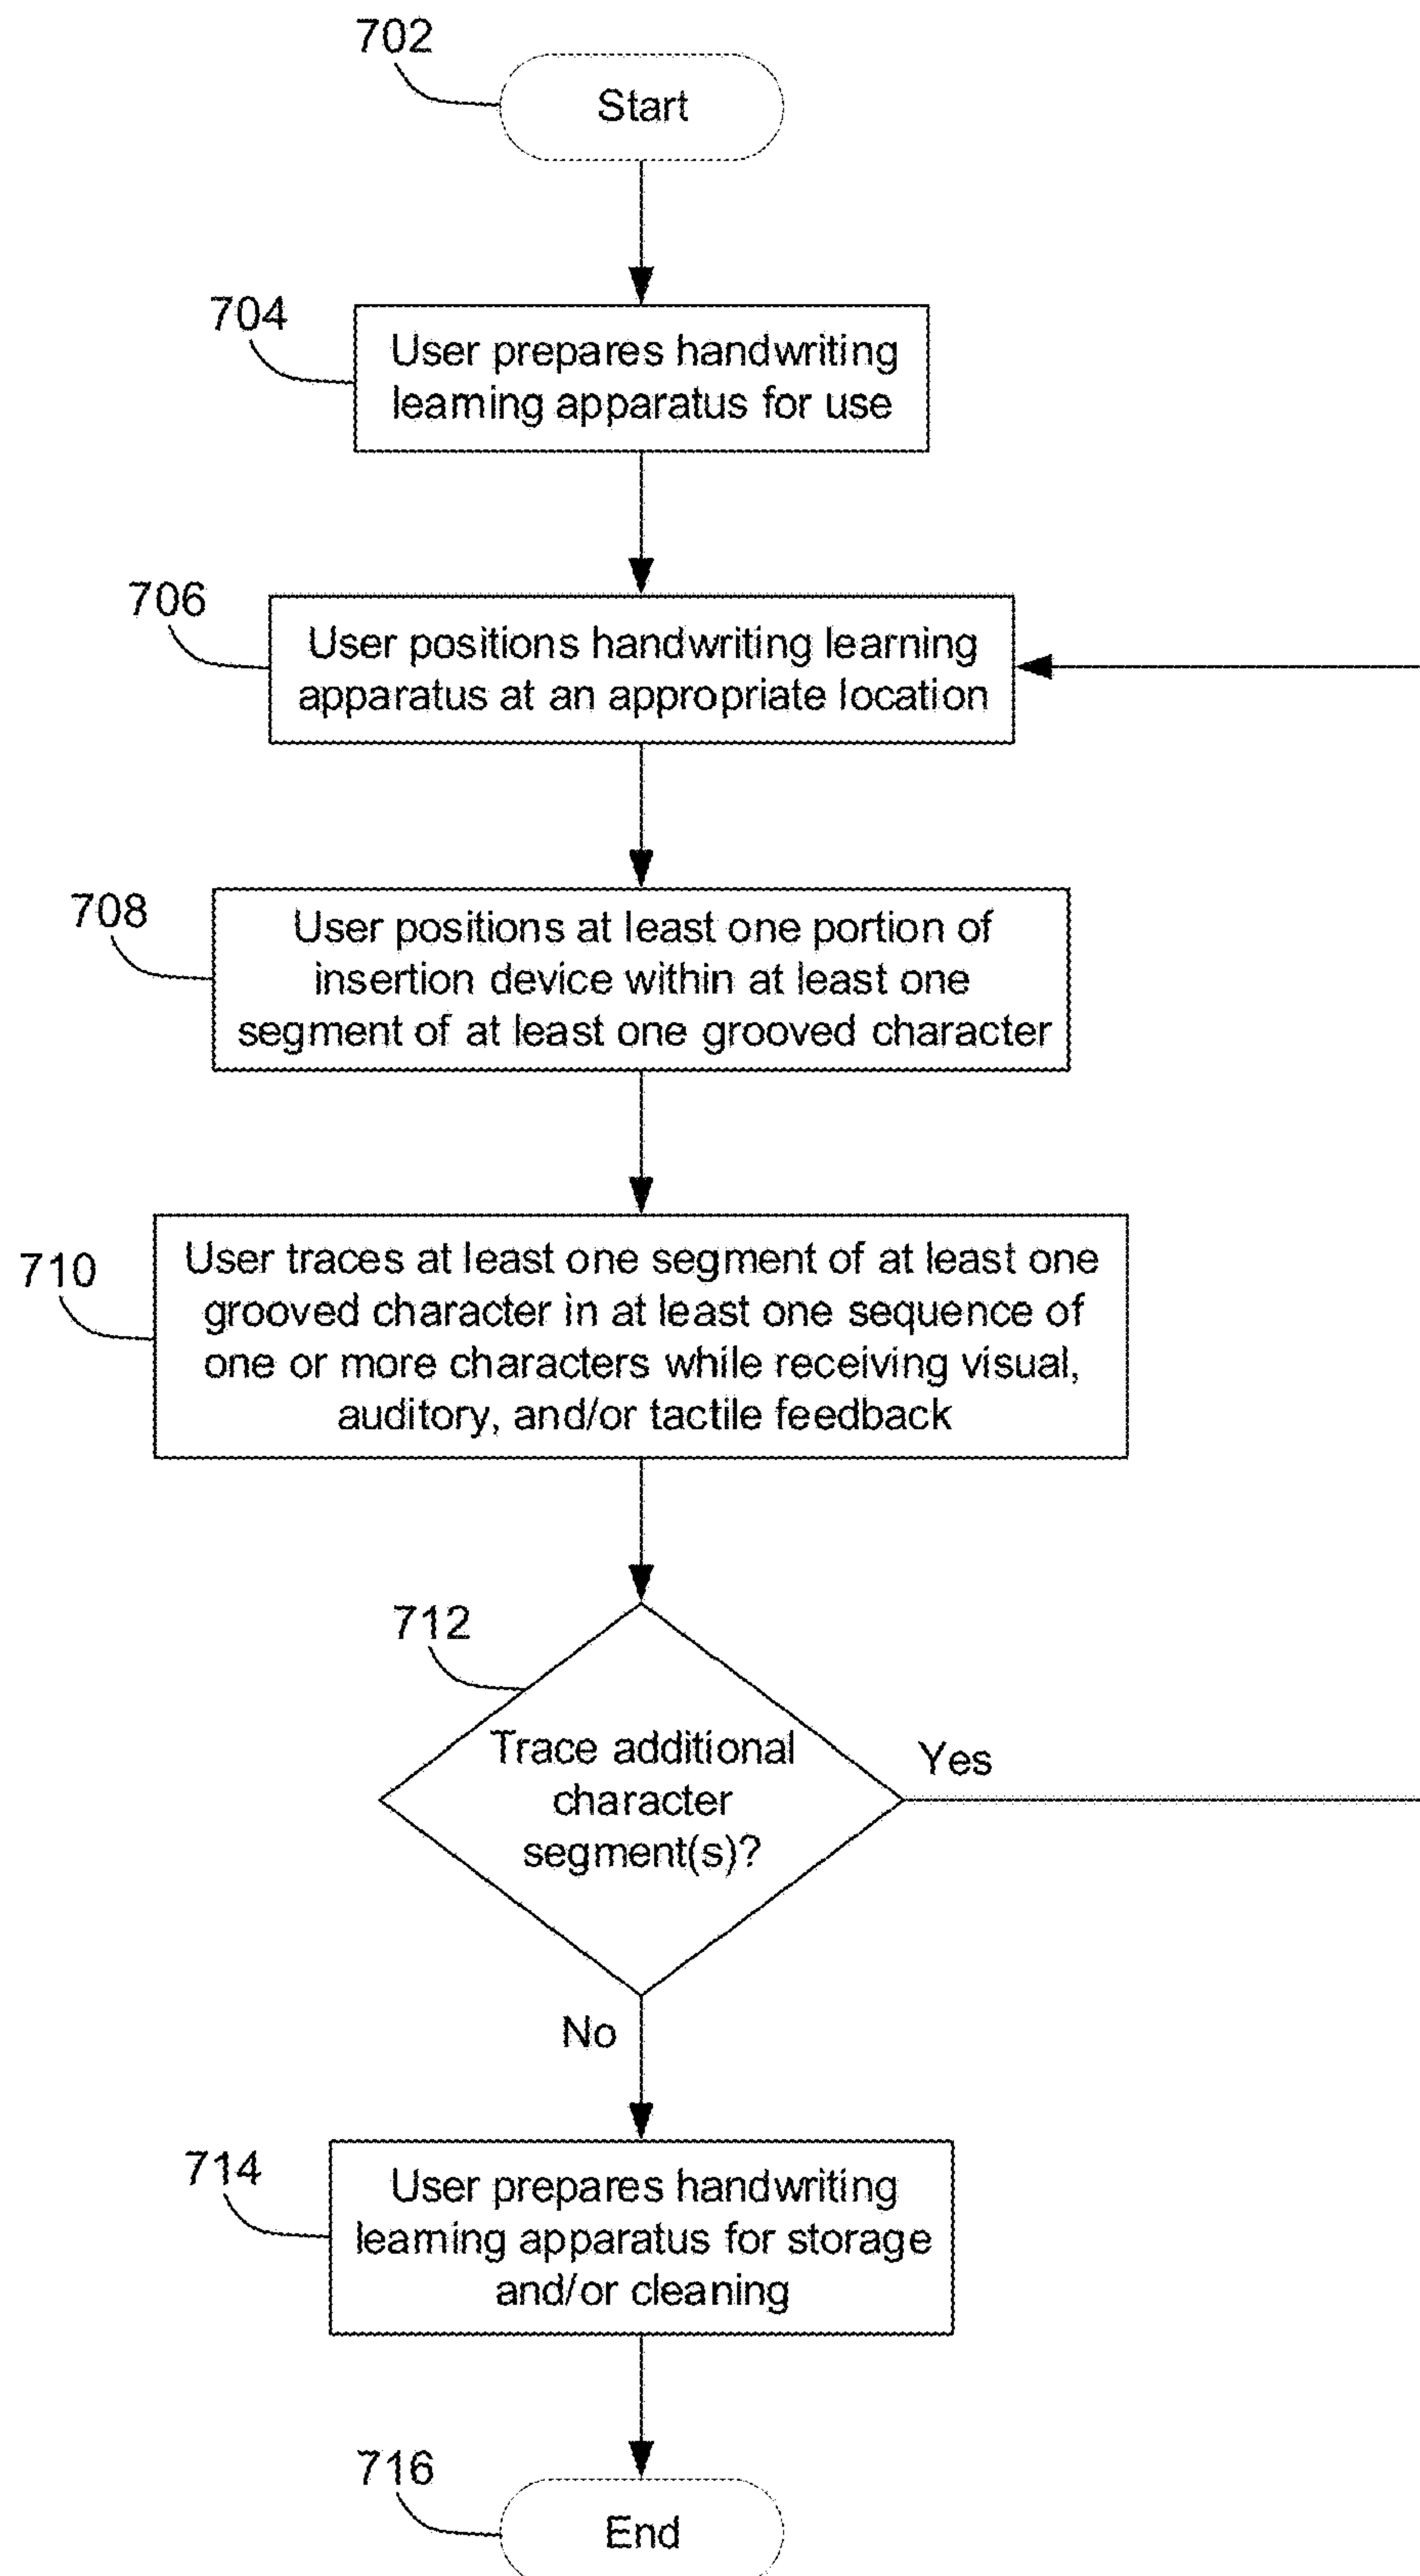 702
Start
704
User prepares handwriting
learning apparatus for use
706
User positions handwriting learning
apparatus at an appropriate location
708
User positions at least one portion of
insertion device within at least one
segment of at least one grooved character
710
User traces at least one segment of at least one
grooved character in at least one sequence of
one or more characters while receiving visual,
auditory, and/or tactile feedback
712
Trace additional
character
segment(s)?
Yes
No
714
User prepares handwriting
learning apparatus for storage
and/or cleaning
716
End